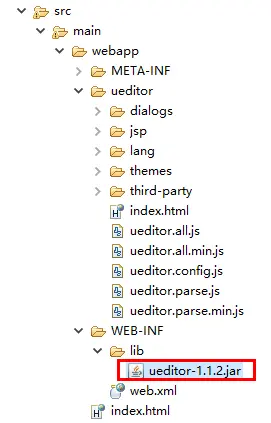 src
main
webapp
META-INF
ueditor
dialogs
jsp
lang
themes
third-party
index.html
ueditor.all.js
ueditor.all.min.js
ueditor.config.js
ueditor.parse.js
ueditor.parse.min.js
WEB-INF
lib
ueditor-1.1.2.jar
web.xml
index.html